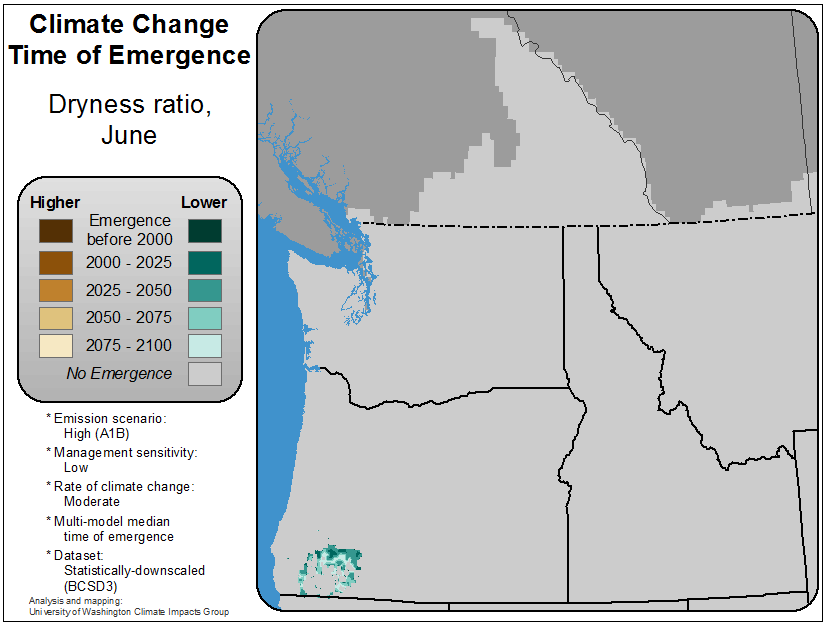 Climate Change
Time of Emergence
Dryness ratio,
June
Higher Lower
Emergence
before 2000
2000 - 2025
2025 - 2050
2050 - 2075
2075 - 2100
No Emergence
* Emission scenario:
High (A1B)
* Management sensitivity:
Low
* Rate of climate change:
Moderate
* Multi-model median
time of emergence
* Dataset:
Statistically-downscaled
(BCSD3)
Analysis and mapping:
University of Washington Climate Impacts Group